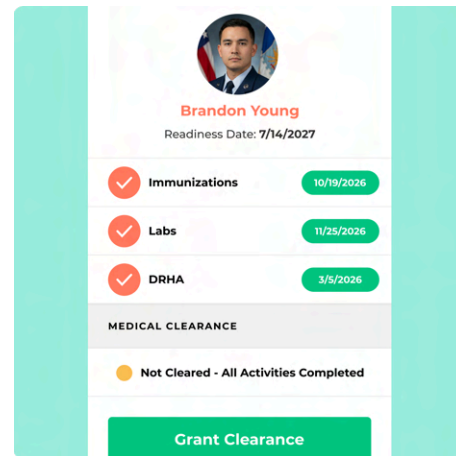 Brandon Young
Readiness Date: 7/14/2027
Immunizations 10/19/2026
Labs 11/25/2026
DRHA 3/5/2026
MEDICAL CLEARANCE
Not Cleared - All Activities Completed
Grant Clearance